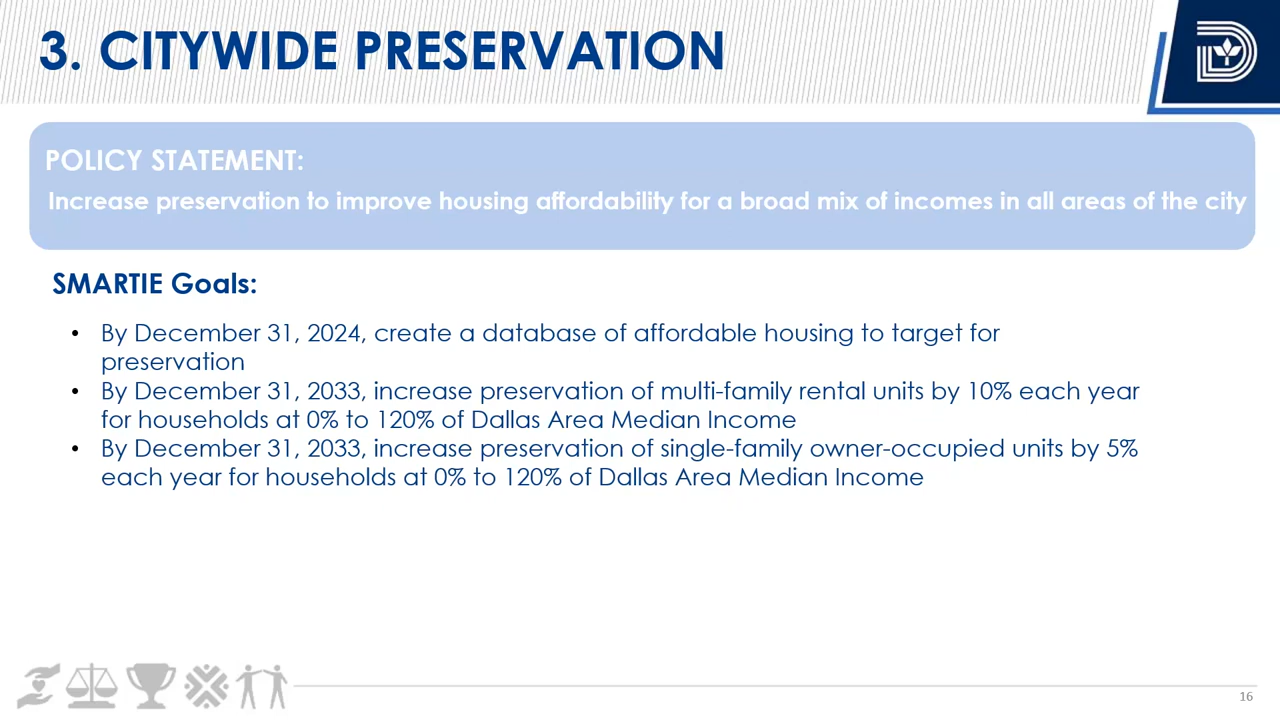 3. CITYWIDE PRESERVATION
POLICY STATEMENT:
Increase preservation to improve housing affordability for a broad mix of incomes in all areas of the city
SMARTIE Goals:
• By December 31, 2024, create a database of affordable housing to target for
preservation
• By December 31, 2033, increase preservation of multi-family rental units by 10% each year
for households at 0% to 120% of Dallas Area Median Income
• By December 31, 2033, increase preservation of single-family owner-occupied units by 5%
each year for households at 0% to 120% of Dallas Area Median Income
16